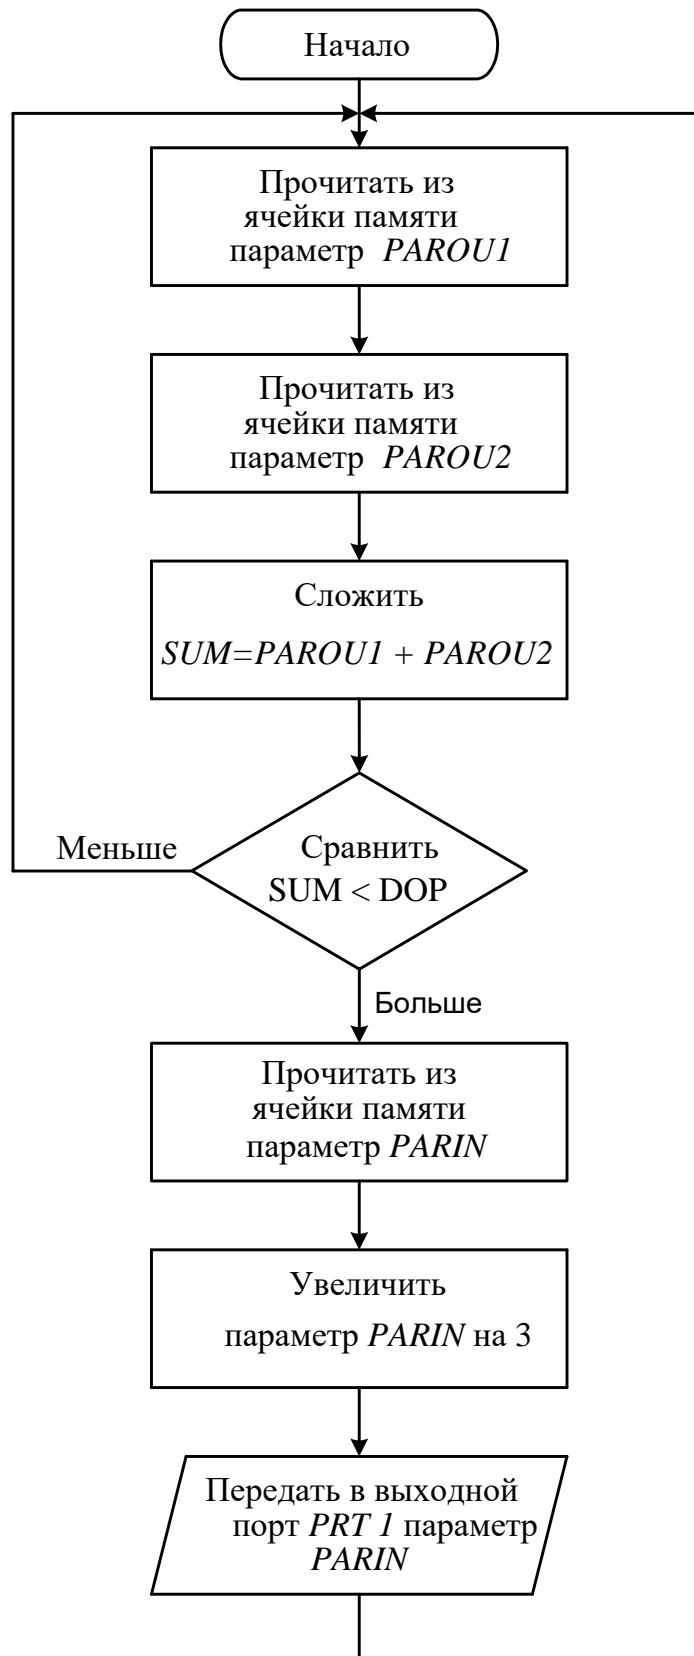 Начало
Прочитать из
ячейки памяти
параметр PAROU1
Прочитать из
ячейки памяти
параметр PAROU2
Сложить
SUM=PAROU1 + PAROU2
Меньше
Сравнить
SUM < DOP
Больше
Прочитать из
ячейки памяти
параметр PARIN
Увеличить
параметр PARIN на 3
Передать в выходной
порт PRT 1 параметр
PARIN